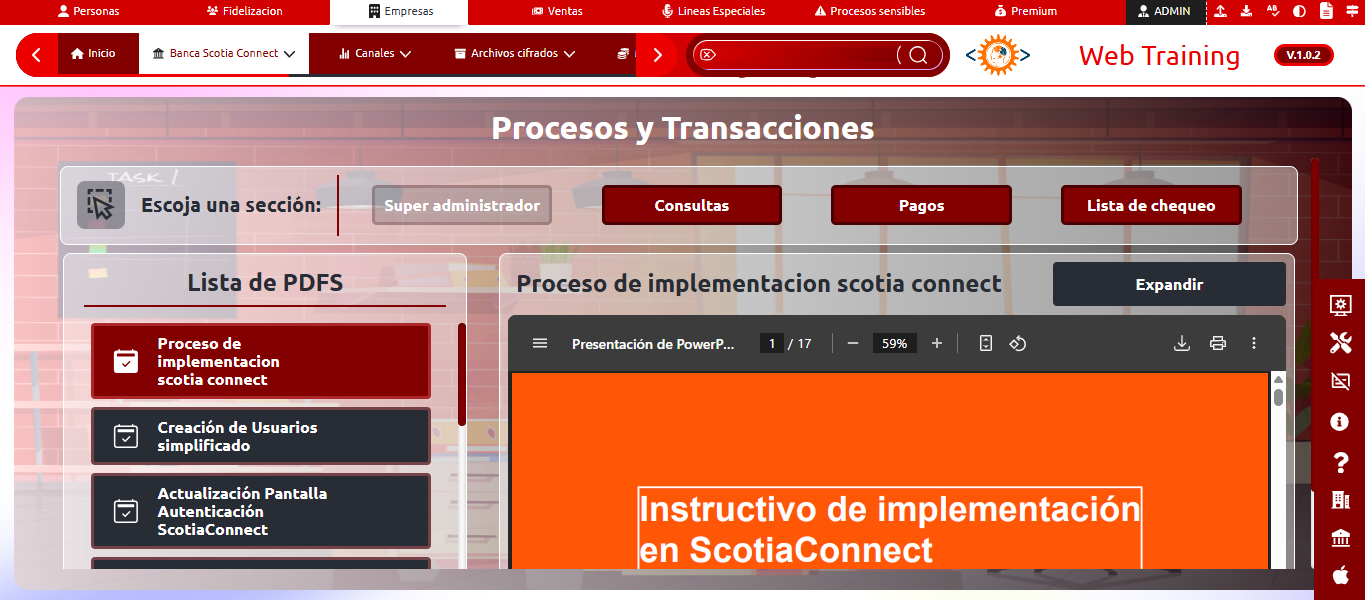 Personas
Fidelizacion
Empresas
Ventas
Lineas Especiales
Procesos sensibles
Premium
ADMIN
Inicio
Banca Scotia Connect
Canales
Archivos cifrados
Web Training
V.1.0.2
Procesos y Transacciones
TASK 1
Escoja una sección:
Super administrador
Consultas
Pagos
Lista de chequeo
Lista de PDFS
Proceso de
implementacion
scotia connect
Creación de Usuarios
simplificado
Actualización Pantalla
Autenticación
ScotiaConnect
Proceso de implementacion scotia connect
Expandir
Presentación de PowerP...
1 / 17
59%
Instructivo de implementación
en ScotiaConnect